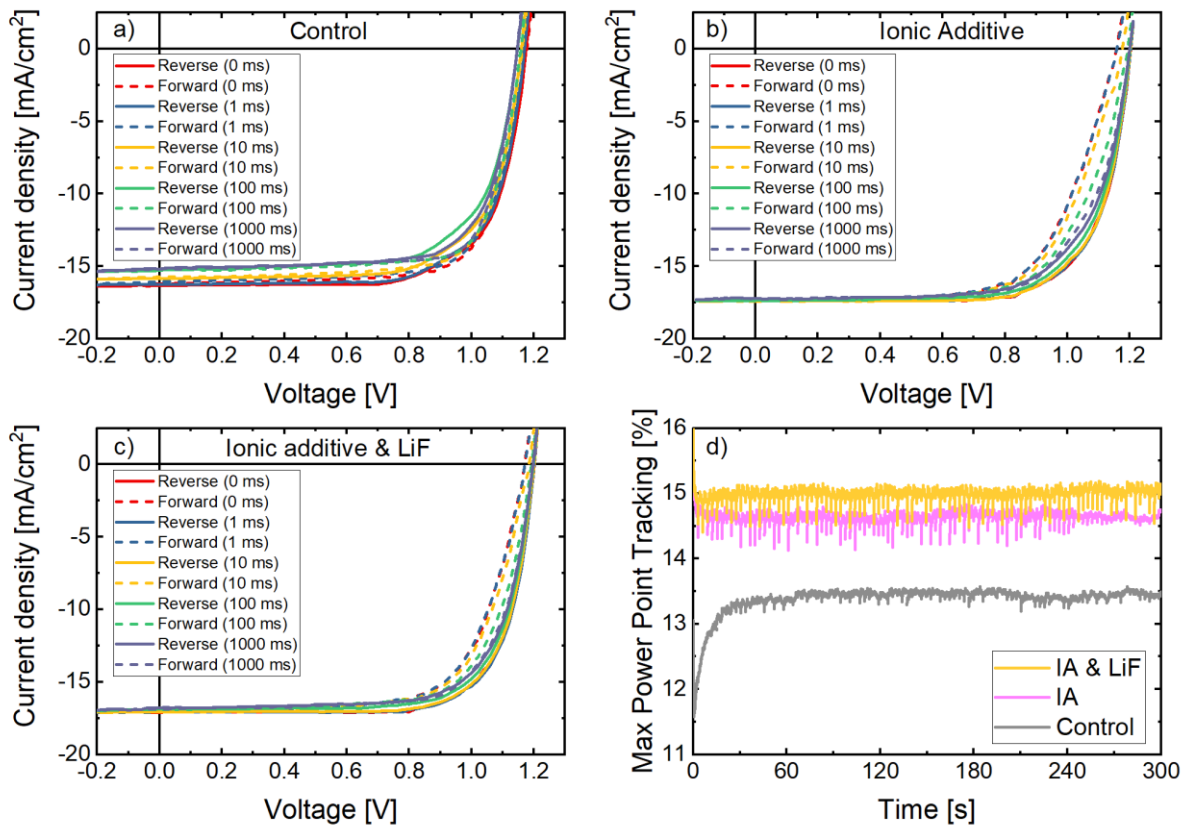 a) Control
Current density [mA/cm²]
0
-5
-10
-15
-20
Reverse (0 ms)
Forward (0 ms)
Reverse (1 ms)
Forward (1 ms)
Reverse (10 ms)
Forward (10 ms)
Reverse (100 ms)
Forward (100 ms)
Reverse (1000 ms)
Forward (1000 ms)
-0.2 0.0 0.2 0.4 0.6 0.8 1.0 1.2
Voltage [V]
b) Ionic Additive
Current density [mA/cm²]
0
-5
-10
-15
-20
Reverse (0 ms)
Forward (0 ms)
Reverse (1 ms)
Forward (1 ms)
Reverse (10 ms)
Forward (10 ms)
Reverse (100 ms)
Forward (100 ms)
Reverse (1000 ms)
Forward (1000 ms)
-0.2 0.0 0.2 0.4 0.6 0.8 1.0 1.2
Voltage [V]
c) Ionic additive & LiF
Current density [mA/cm²]
0
-5
-10
-15
-20
Reverse (0 ms)
Forward (0 ms)
Reverse (1 ms)
Forward (1 ms)
Reverse (10 ms)
Forward (10 ms)
Reverse (100 ms)
Forward (100 ms)
Reverse (1000 ms)
Forward (1000 ms)
-0.2 0.0 0.2 0.4 0.6 0.8 1.0 1.2
Voltage [V]
d)
Max Power Point Tracking [%]
16
15
14
13
12
11
IA & LiF
IA
Control
0 60 120 180 240 300
Time [s]